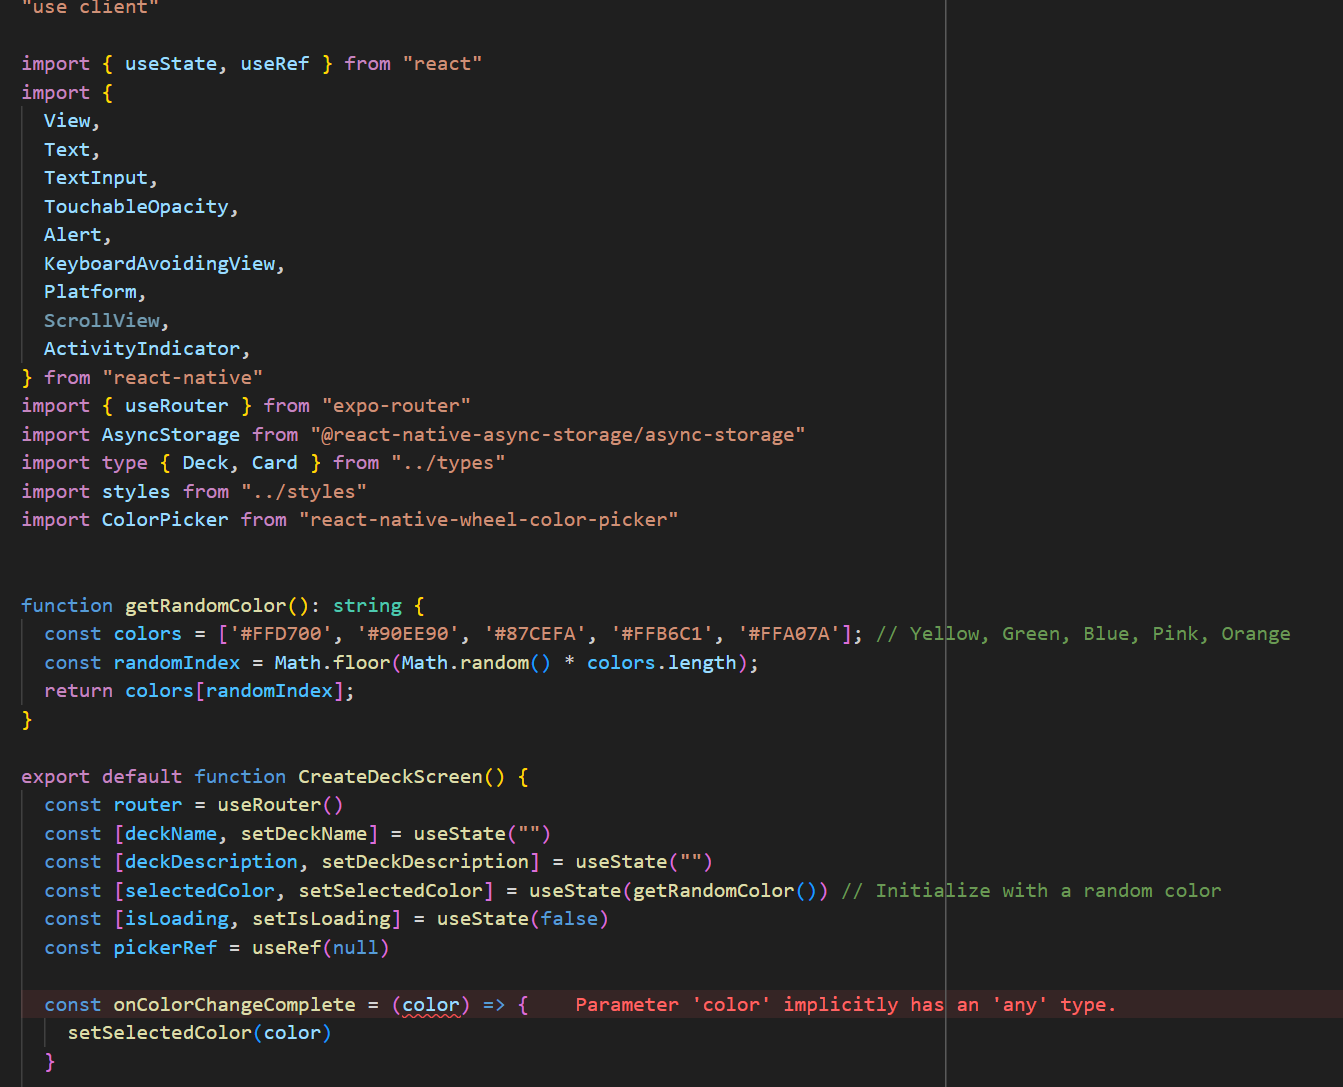 "use client"
import { useState, useRef } from "react"
import {
View,
Text,
TextInput,
TouchableOpacity,
Alert,
KeyboardAvoidingView,
Platform,
ScrollView,
ActivityIndicator,
} from "react-native"
import { useRouter } from "expo-router"
import AsyncStorage from "@react-native-async-storage/async-storage"
import type { Deck, Card } from "../types"
import styles from "../styles"
import ColorPicker from "react-native-wheel-color-picker"
function getRandomColor(): string {
const colors = ['#FFD700', '#90EE90', '#87CEFA', '#FFB6C1', '#FFA07A']; // Yellow, Green, Blue, Pink, Orange
const randomIndex = Math.floor(Math.random() * colors.length);
return colors[randomIndex];
}
export default function CreateDeckScreen() {
const router = useRouter()
const [deckName, setDeckName] = useState("")
const [deckDescription, setDeckDescription] = useState("")
const [selectedColor, setSelectedColor] = useState(getRandomColor()) // Initialize with a random color
const [isLoading, setIsLoading] = useState(false)
const pickerRef = useRef(null)
const onColorChangeComplete = (color) => { Parameter 'color' implicitly has an 'any' type.
setSelectedColor(color)
}